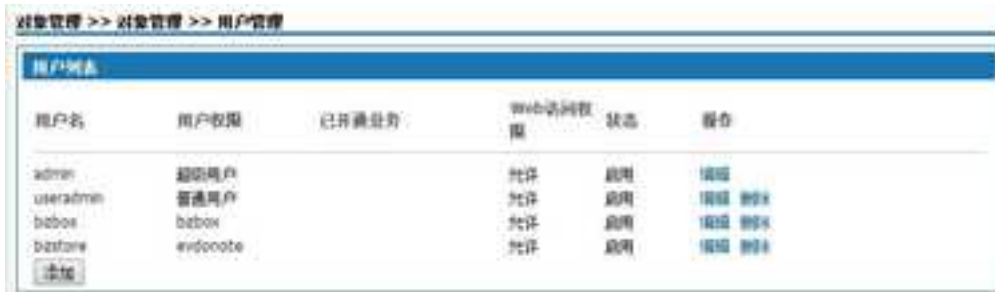 对象管理 >> 对象管理 >> 用户管理
用户列表
用户名 用户权限 已开通业务 Web访问权限 状态 操作
admin 超级用户 允许 启用 编辑
useradmin 普通用户 允许 启用 编辑 删除
bzbox bzbox 允许 启用 编辑 删除
bzstore evdonote 允许 启用 编辑 删除
添加